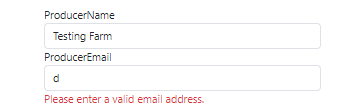 ProducerName
Testing Farm
ProducerEmail
d
Please enter a valid email address.